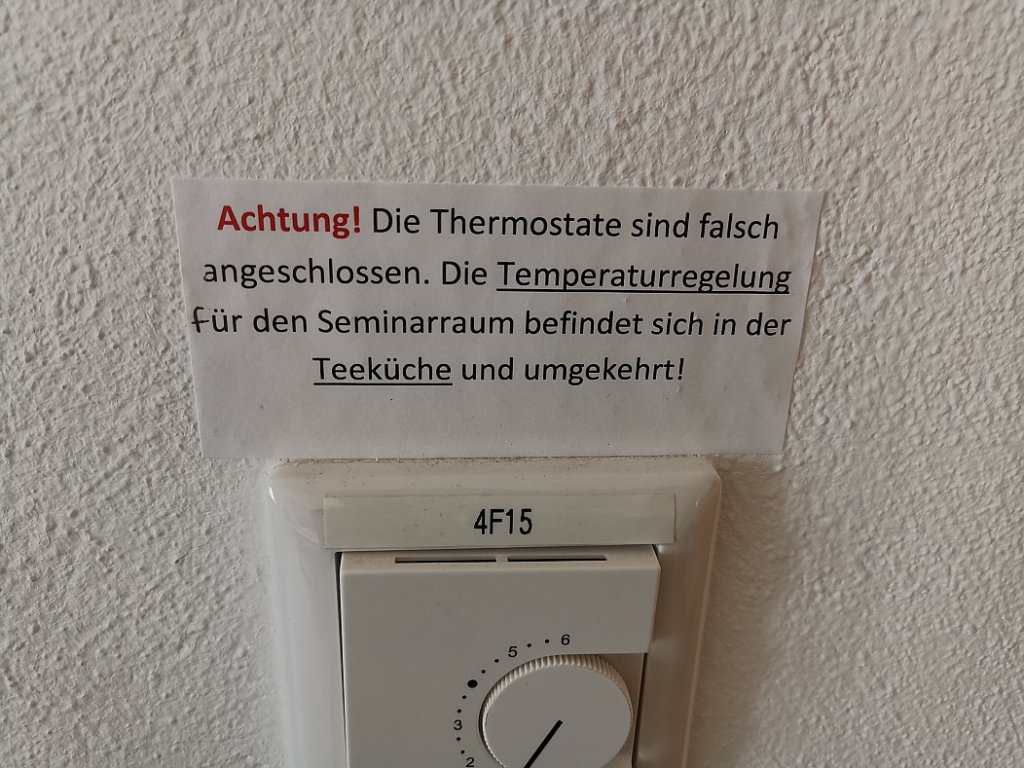 Achtung! Die Thermostate sind falsch
angeschlossen. Die Temperaturregelung
für den Seminarraum befindet sich in der
Teeküche und umgekehrt!
4F15
6
5
3
2